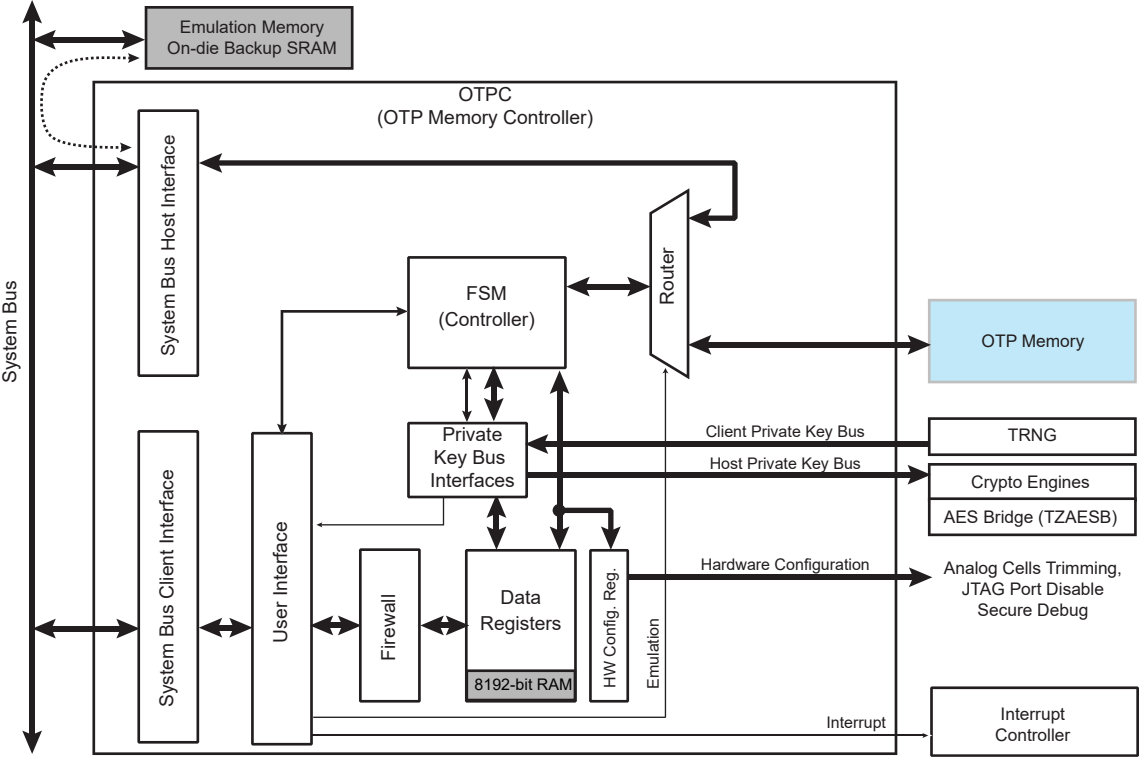 Emulation Memory
On-die Backup SRAM
OTPC
(OTP Memory Controller)
System Bus
System Bus Host Interface
Router
FSM
(Controller)
OTP Memory
Private
Key Bus
Interfaces
Client Private Key Bus
TRNG
Host Private Key Bus
Crypto Engines
AES Bridge (TZAESB)
System Bus Client Interface
User Interface
Firewall
Data
Registers
8192-bit RAM
HW Config. Reg.
Hardware Configuration
Analog Cells Trimming,
JTAG Port Disable
Secure Debug
Emulation
Interrupt
Interrupt
Controller